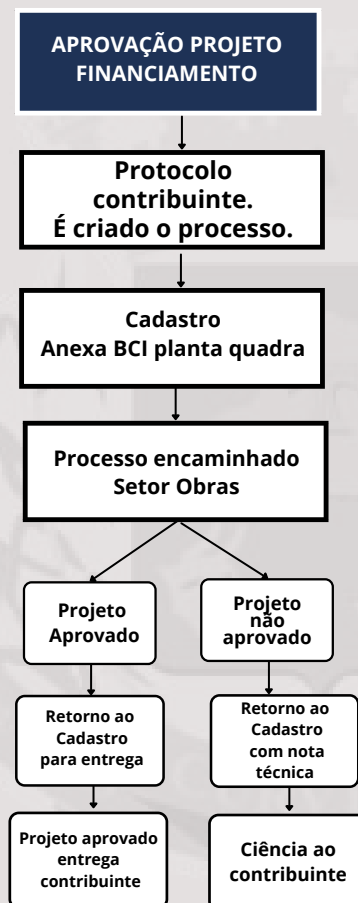 APROVAÇÃO PROJETO
FINANCIAMENTO
Protocolo
contribuinte.
É criado o processo.
Cadastro
Anexa BCI planta quadra
Processo encaminhado
Setor Obras
Projeto
Aprovado
Projeto
não
aprovado
Retorno ao
Cadastro
para entrega
Retorno ao
Cadastro
com nota
técnica
Projeto aprovado
entrega
contribuinte
Ciência ao
contribuinte